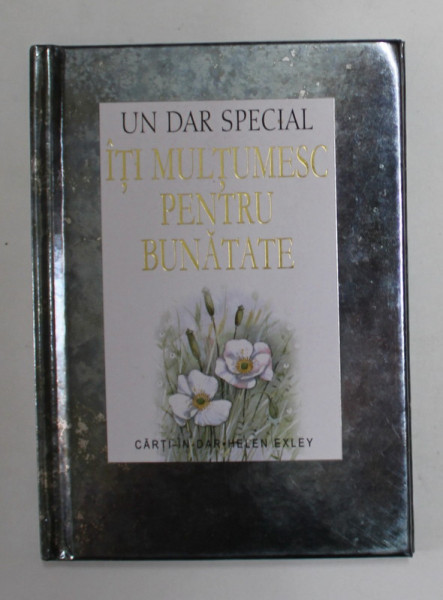 UN DAR SPECIAL
ÎȚI MULȚUMESC
PENTRU
BUNĂTATE
CĂRȚI-ÎN-DAR•HELEN EXLEY